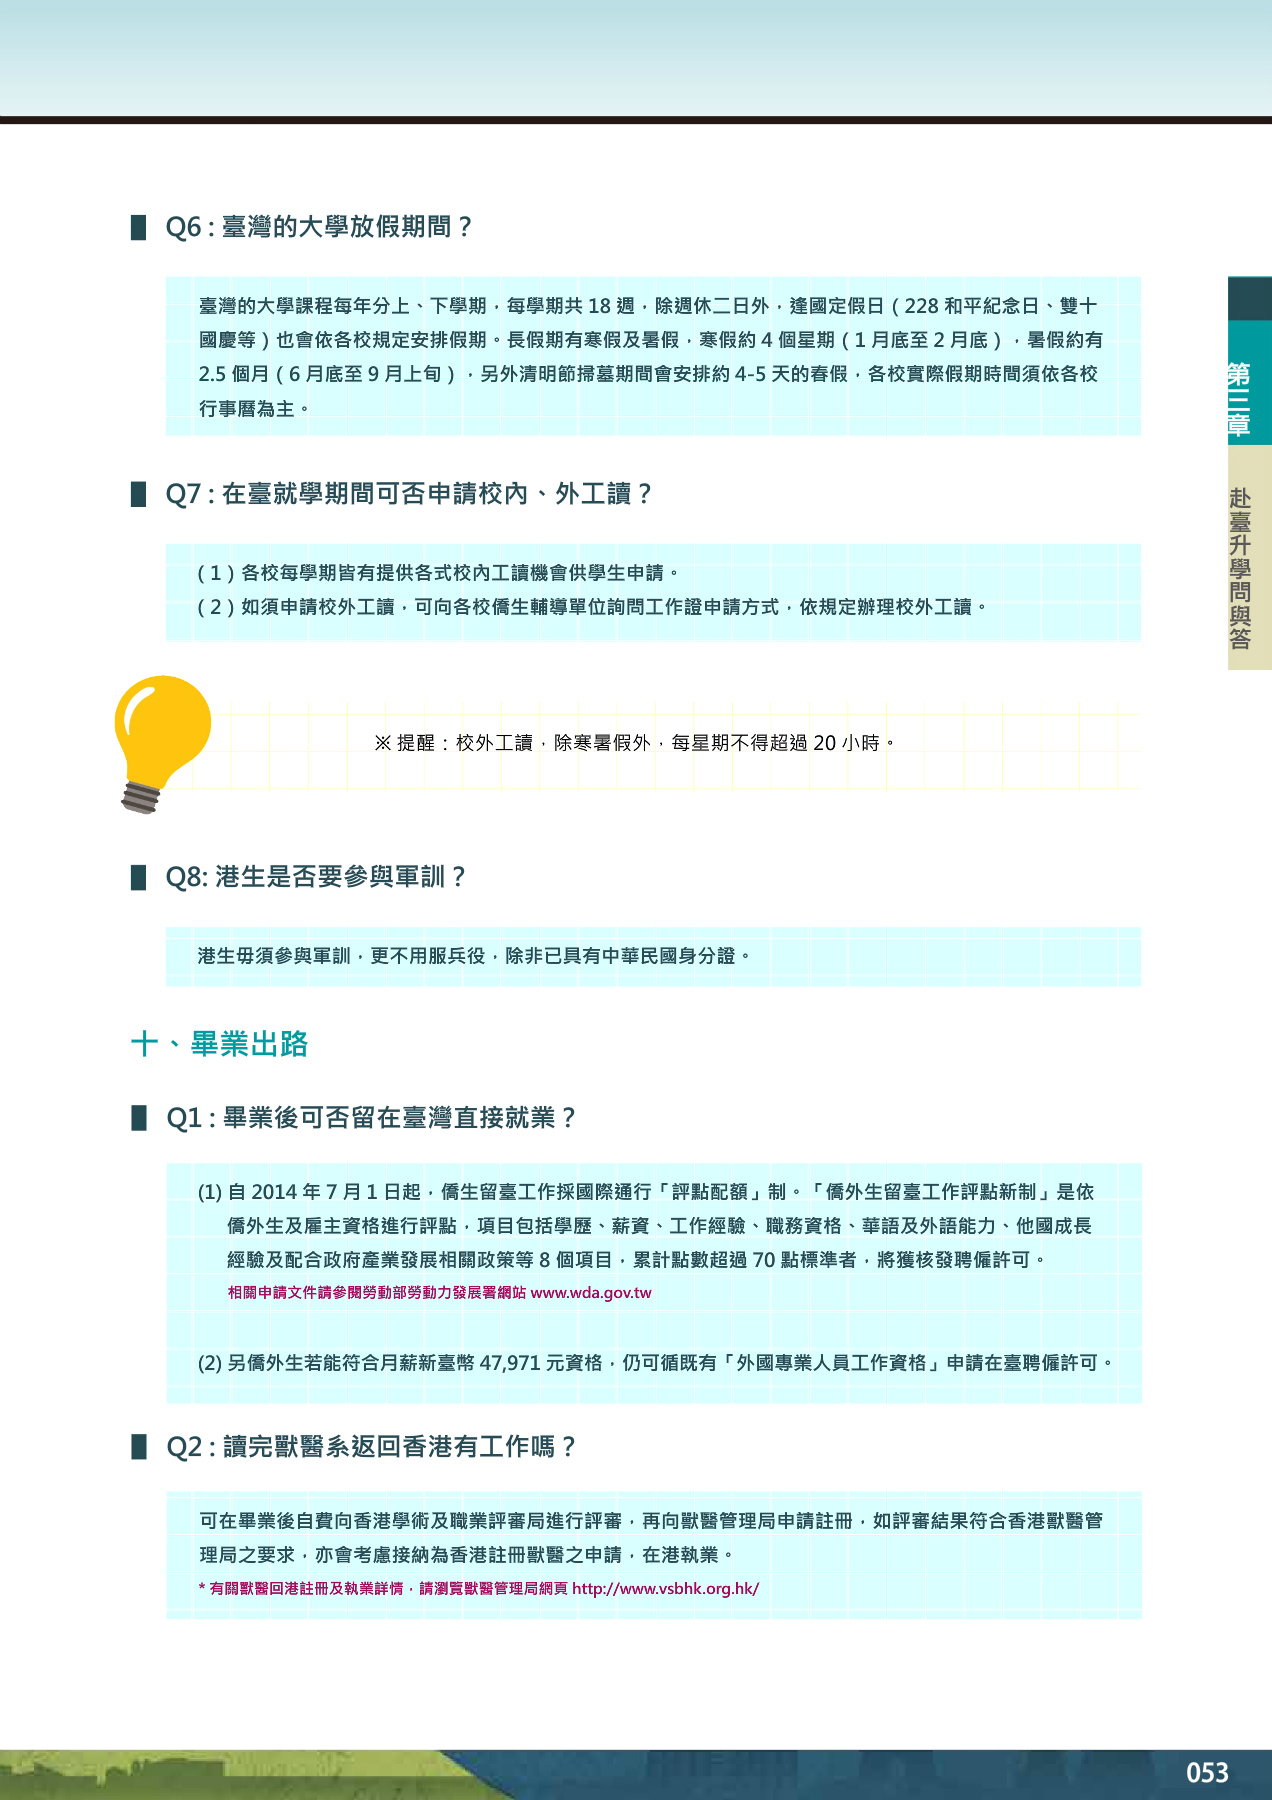 Q6 : 臺灣的大學放假期間？
臺灣的大學課程每年分上、下學期，每學期共 18 週，除週休二日外，逢國定假日（228 和平紀念日、雙十
國慶等）也會依各校規定安排假期。長假期有寒假及暑假，寒假約 4 個星期（1 月底至 2 月底），暑假約有
2.5 個月（6 月底至 9 月上旬），另外清明節掃墓期間會安排約 4-5 天的春假，各校實際假期時間須依各校
行事曆為主。
第三章
赴臺升學問與答
Q7 : 在臺就學期間可否申請校內、外工讀？
（1）各校每學期皆有提供各式校內工讀機會供學生申請。
（2）如須申請校外工讀，可向各校僑生輔導單位詢問工作證申請方式，依規定辦理校外工讀。
※ 提醒：校外工讀，除寒暑假外，每星期不得超過 20 小時。
Q8: 港生是否要參與軍訓？
港生毋須參與軍訓，更不用服兵役，除非已具有中華民國身分證。
十、畢業出路
Q1 : 畢業後可否留在臺灣直接就業？
(1) 自 2014 年 7 月 1 日起，僑生留臺工作採國際通行「評點配額」制。「僑外生留臺工作評點新制」是依
僑外生及雇主資格進行評點，項目包括學歷、薪資、工作經驗、職務資格、華語及外語能力、他國成長
經驗及配合政府產業發展相關政策等 8 個項目，累計點數超過 70 點標準者，將獲核發聘僱許可。
相關申請文件請參閱勞動部勞動力發展署網站 www.wda.gov.tw
(2) 另僑外生若能符合月薪新臺幣 47,971 元資格，仍可循既有「外國專業人員工作資格」申請在臺聘僱許可。
Q2 : 讀完獸醫系返回香港有工作嗎？
可在畢業後自費向香港學術及職業評審局進行評審，再向獸醫管理局申請註冊，如評審結果符合香港獸醫管
理局之要求，亦會考慮接納為香港註冊獸醫之申請，在港執業。
* 有關獸醫回港註冊及執業詳情，請瀏覽獸醫管理局網頁 http://www.vsbhk.org.hk/
053